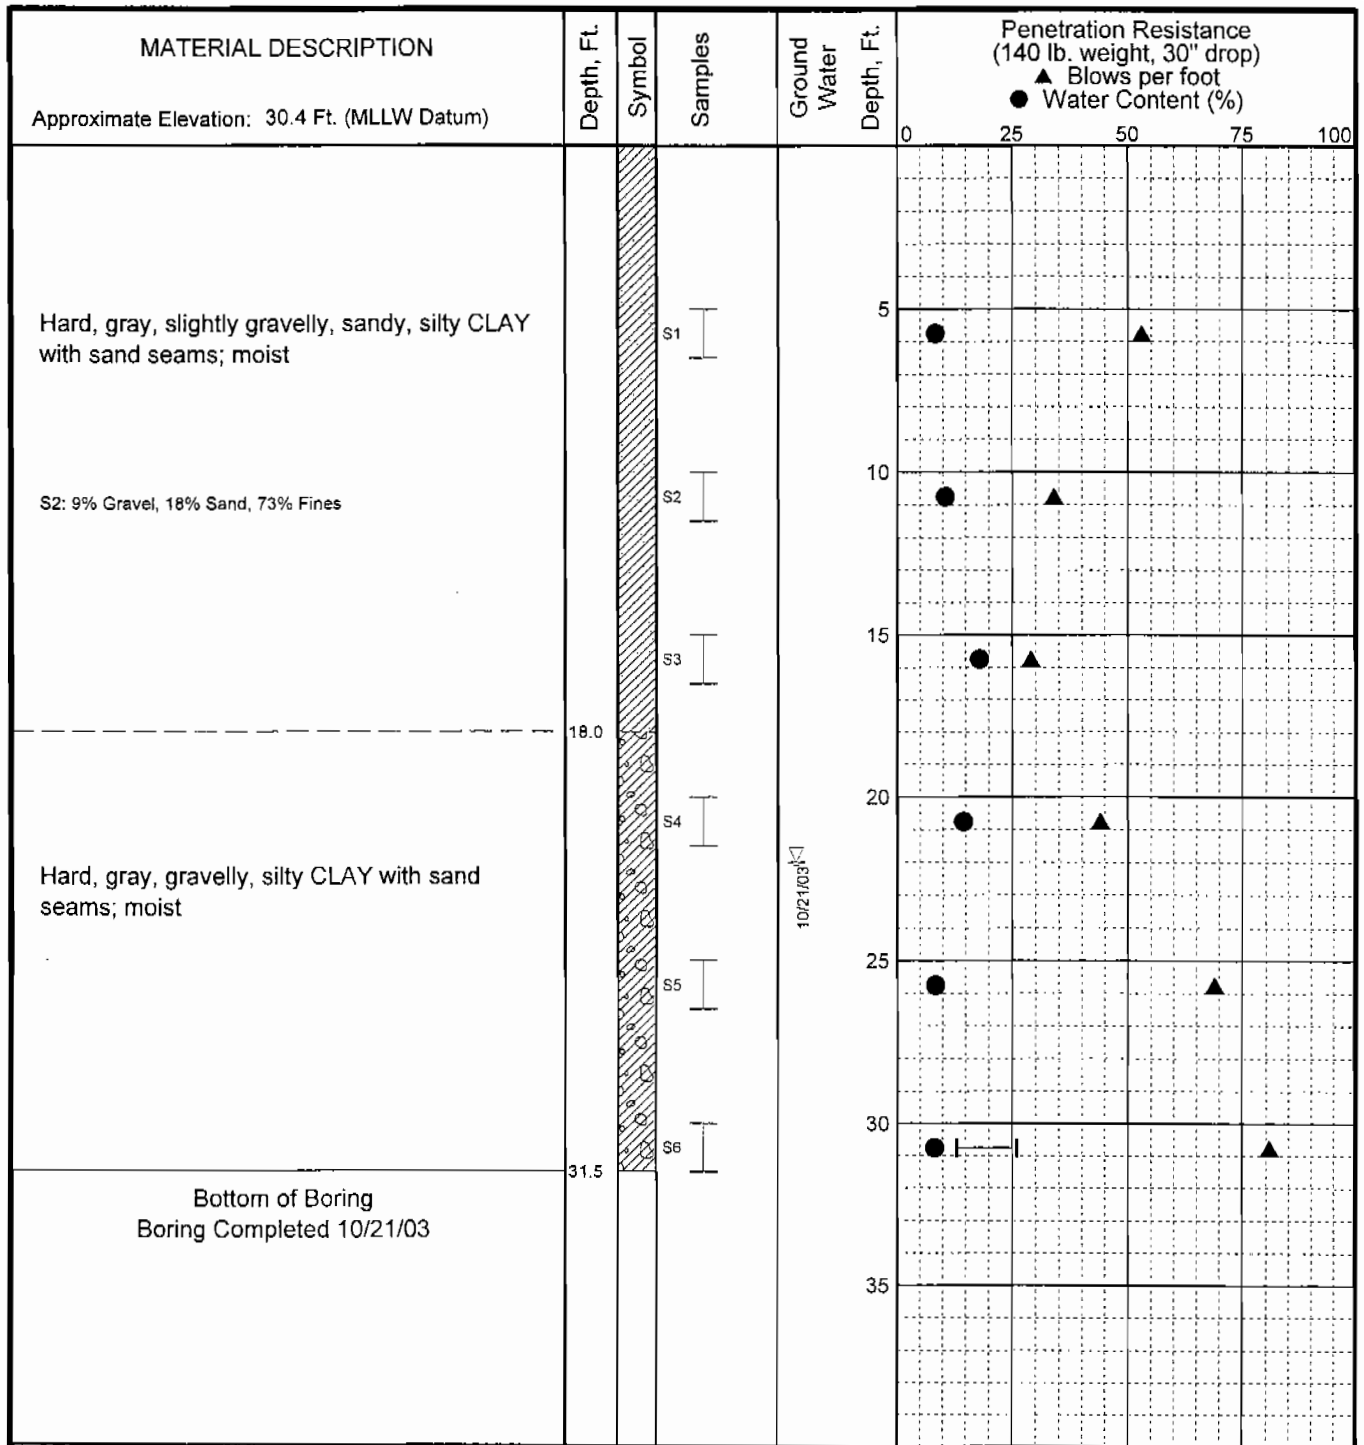 MATERIAL DESCRIPTION
Approximate Elevation: 30.4 Ft. (MLLW Datum)
Depth, Ft.
Symbol
Samples
Ground
Water
Depth, Ft.
Penetration Resistance
(140 lb. weight, 30" drop)
▲ Blows per foot
● Water Content (%)
0 25 50 75 100
Hard, gray, slightly gravelly, sandy, silty CLAY
with sand seams; moist
S2: 9% Gravel, 18% Sand, 73% Fines
18.0
Hard, gray, gravelly, silty CLAY with sand
seams; moist
31.5
Bottom of Boring
Boring Completed 10/21/03
S1
S2
S3
S4
S5
S6
10/21/03
5
10
15
20
25
30
35